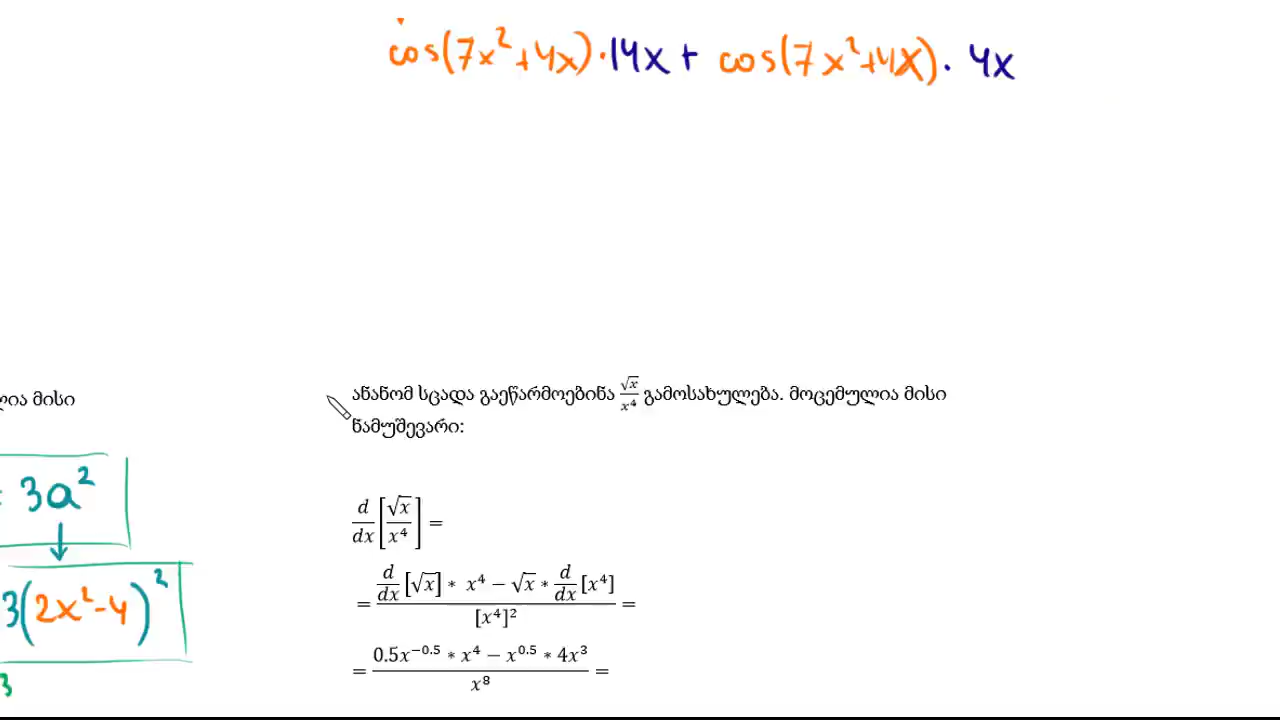 cos(7x²+4x)·14x + cos(7x²+4x)· 4x
ანანომ სცადა გაეწარმოებინა √x/x⁴ გამოსახულება. მოცემულია მისი
ნამუშევარი:
ია მისი
= 3a²
3(2x²-4)²
3
d/dx[√x/x⁴] =
= (d/dx[√x] * x⁴ − √x * d/dx[x⁴])/[x⁴]² =
= (0.5x⁻⁰·⁵ * x⁴ − x⁰·⁵ * 4x³)/x⁸ =